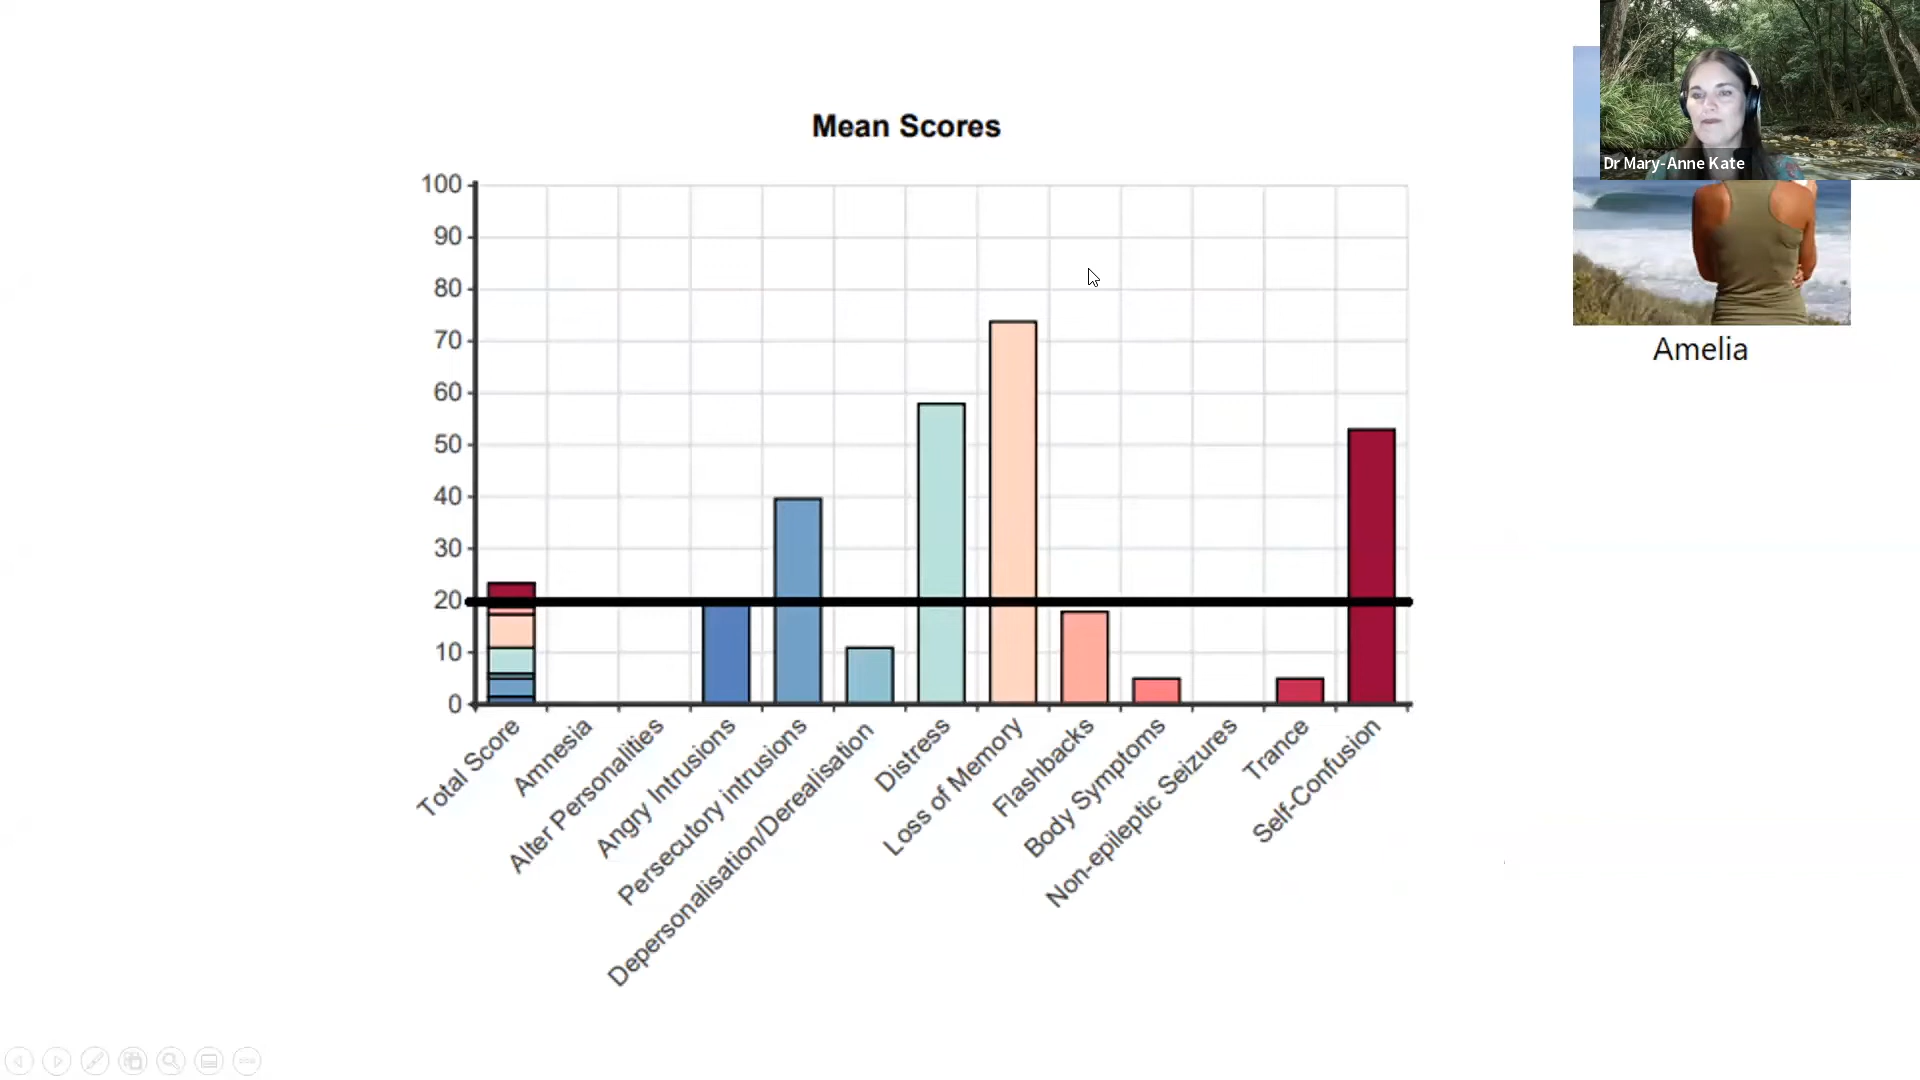 Mean Scores
100
90
80
70
60
50
40
30
20
10
0
Total Score
Amnesia
Alter Personalities
Angry Intrusions
Persecutory intrusions
Depersonalisation/Derealisation
Distress
Loss of Memory
Flashbacks
Body Symptoms
Non-epileptic Seizures
Trance
Self-Confusion
Dr Mary-Anne Kate
Amelia